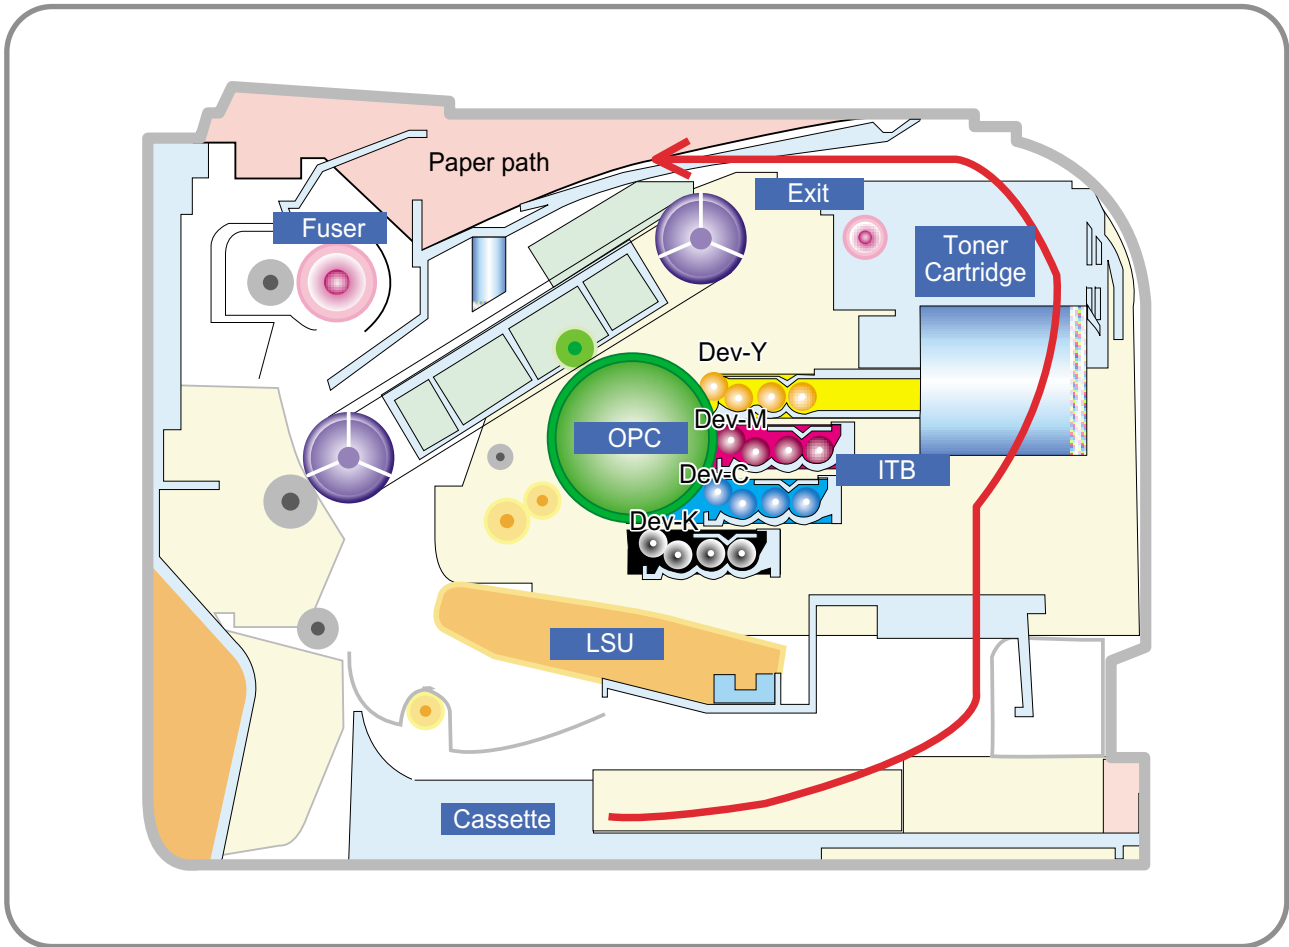 Paper path
Exit
Fuser
Toner
Cartridge
Dev-Y
Dev-M
OPC
Dev-C
ITB
Dev-K
LSU
Cassette